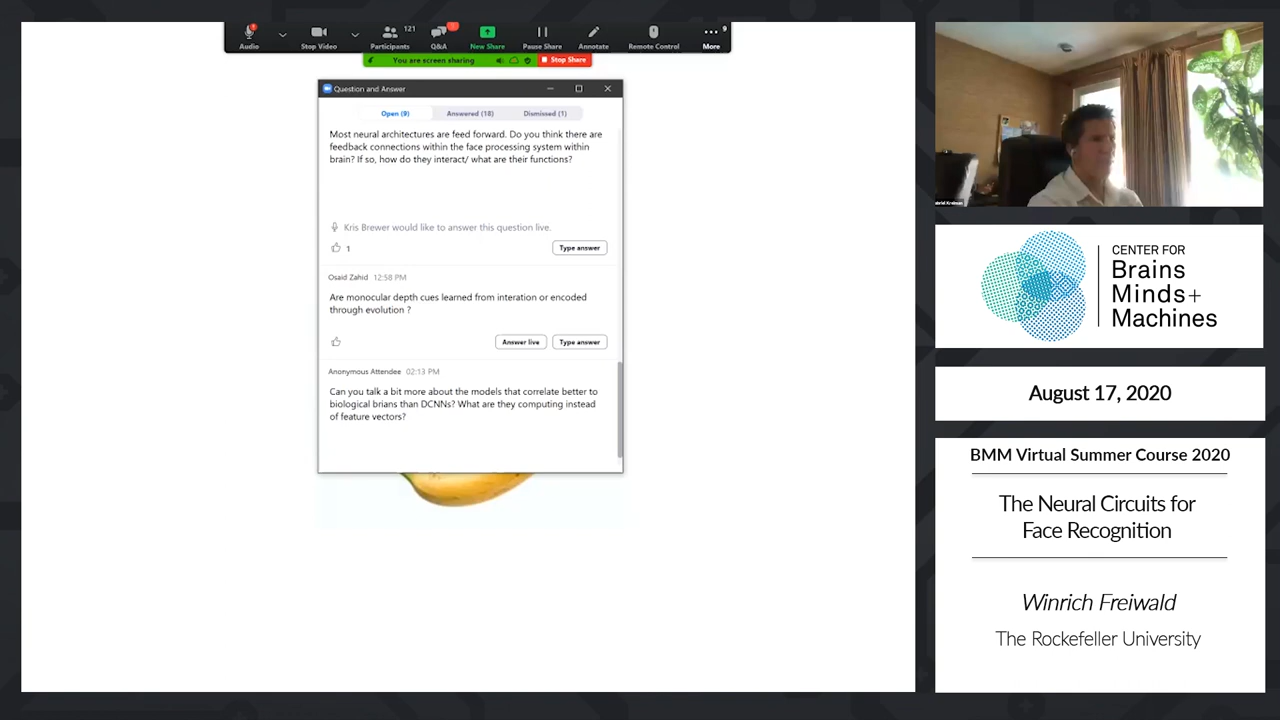 Audio
Stop Video
Participants
121
Q&A
New Share
Pause Share
Annotate
Remote Control
More
9
You are screen sharing
Stop Share
Question and Answer
Open (9)
Answered (18)
Dismissed (1)
Most neural architectures are feed forward. Do you think there are
feedback connections within the face processing system within
brain? If so, how do they interact/ what are their functions?
Kris Brewer would like to answer this question live.
1
Type answer
Osaid Zahid 12:58 PM
Are monocular depth cues learned from interation or encoded
through evolution ?
Answer live
Type answer
Anonymous Attendee 02:13 PM
Can you talk a bit more about the models that correlate better to
biological brians than DCNNs? What are they computing instead
of feature vectors?
CENTER FOR
Brains
Minds+
Machines
August 17, 2020
BMM Virtual Summer Course 2020
The Neural Circuits for
Face Recognition
Winrich Freiwald
The Rockefeller University